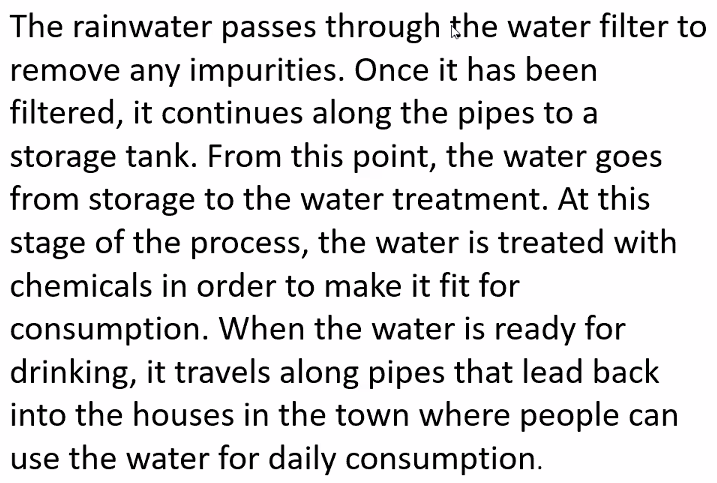 The rainwater passes through the water filter to
remove any impurities. Once it has been
filtered, it continues along the pipes to a
storage tank. From this point, the water goes
from storage to the water treatment. At this
stage of the process, the water is treated with
chemicals in order to make it fit for
consumption. When the water is ready for
drinking, it travels along pipes that lead back
into the houses in the town where people can
use the water for daily consumption.